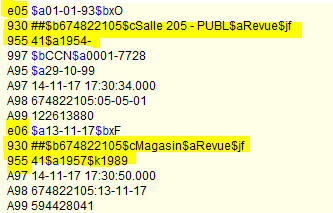 e05 $a01-01-93$bxO
930 ##$b674822105$cSalle 205 - PUBL$aRevue$jf
955 41$a1954-
997 $bCCN$a0001-7728
A95 $a29-10-99
A97 14-11-17 17:30:34.000
A98 674822105:05-05-01
A99 122613880
e06 $a13-11-17$bxF
930 ##$b674822105$cMagasin$aRevue$jf
955 41$a1957$k1989
A97 14-11-17 17:30:50.000
A98 674822105:13-11-17
A99 594428041